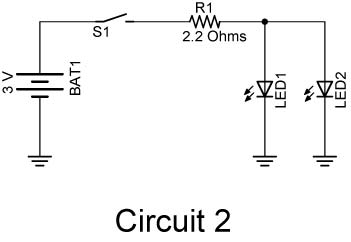 R1
S1
2.2 Ohms
3 V
BAT1
LED1
LED2
Circuit 2